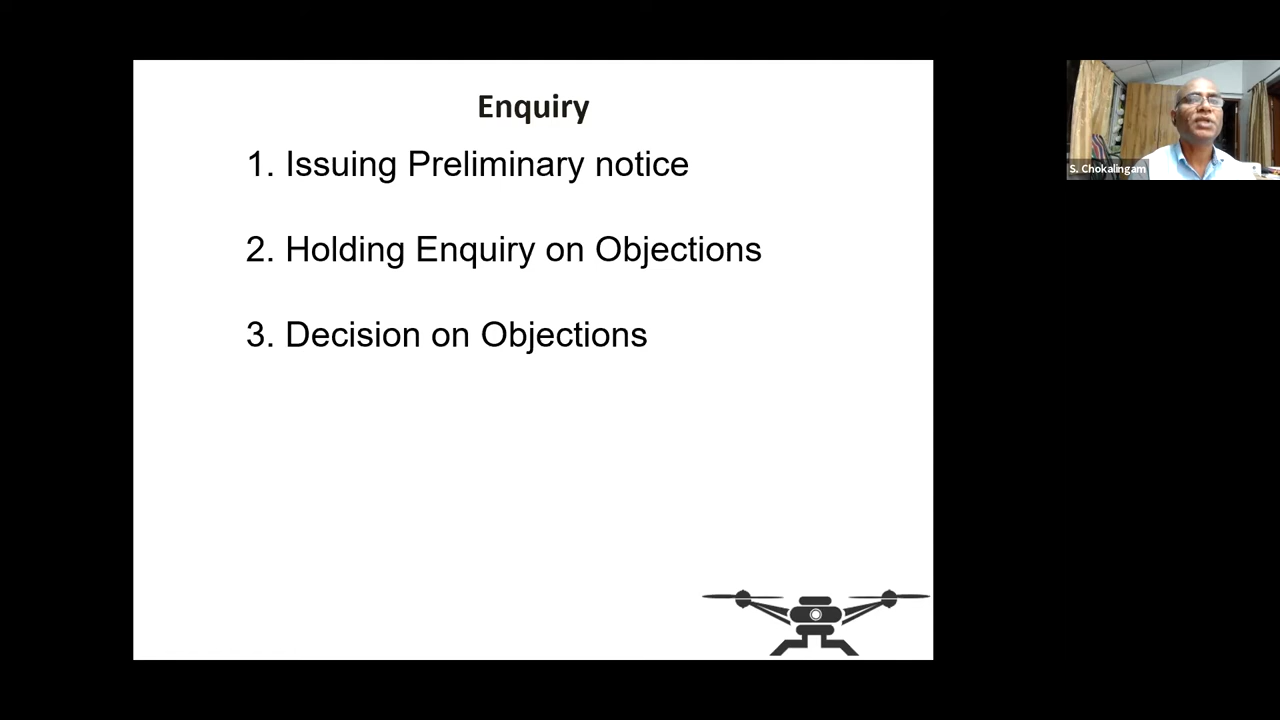 Enquiry
1. Issuing Preliminary notice
2. Holding Enquiry on Objections
3. Decision on Objections
S. Chokalingam